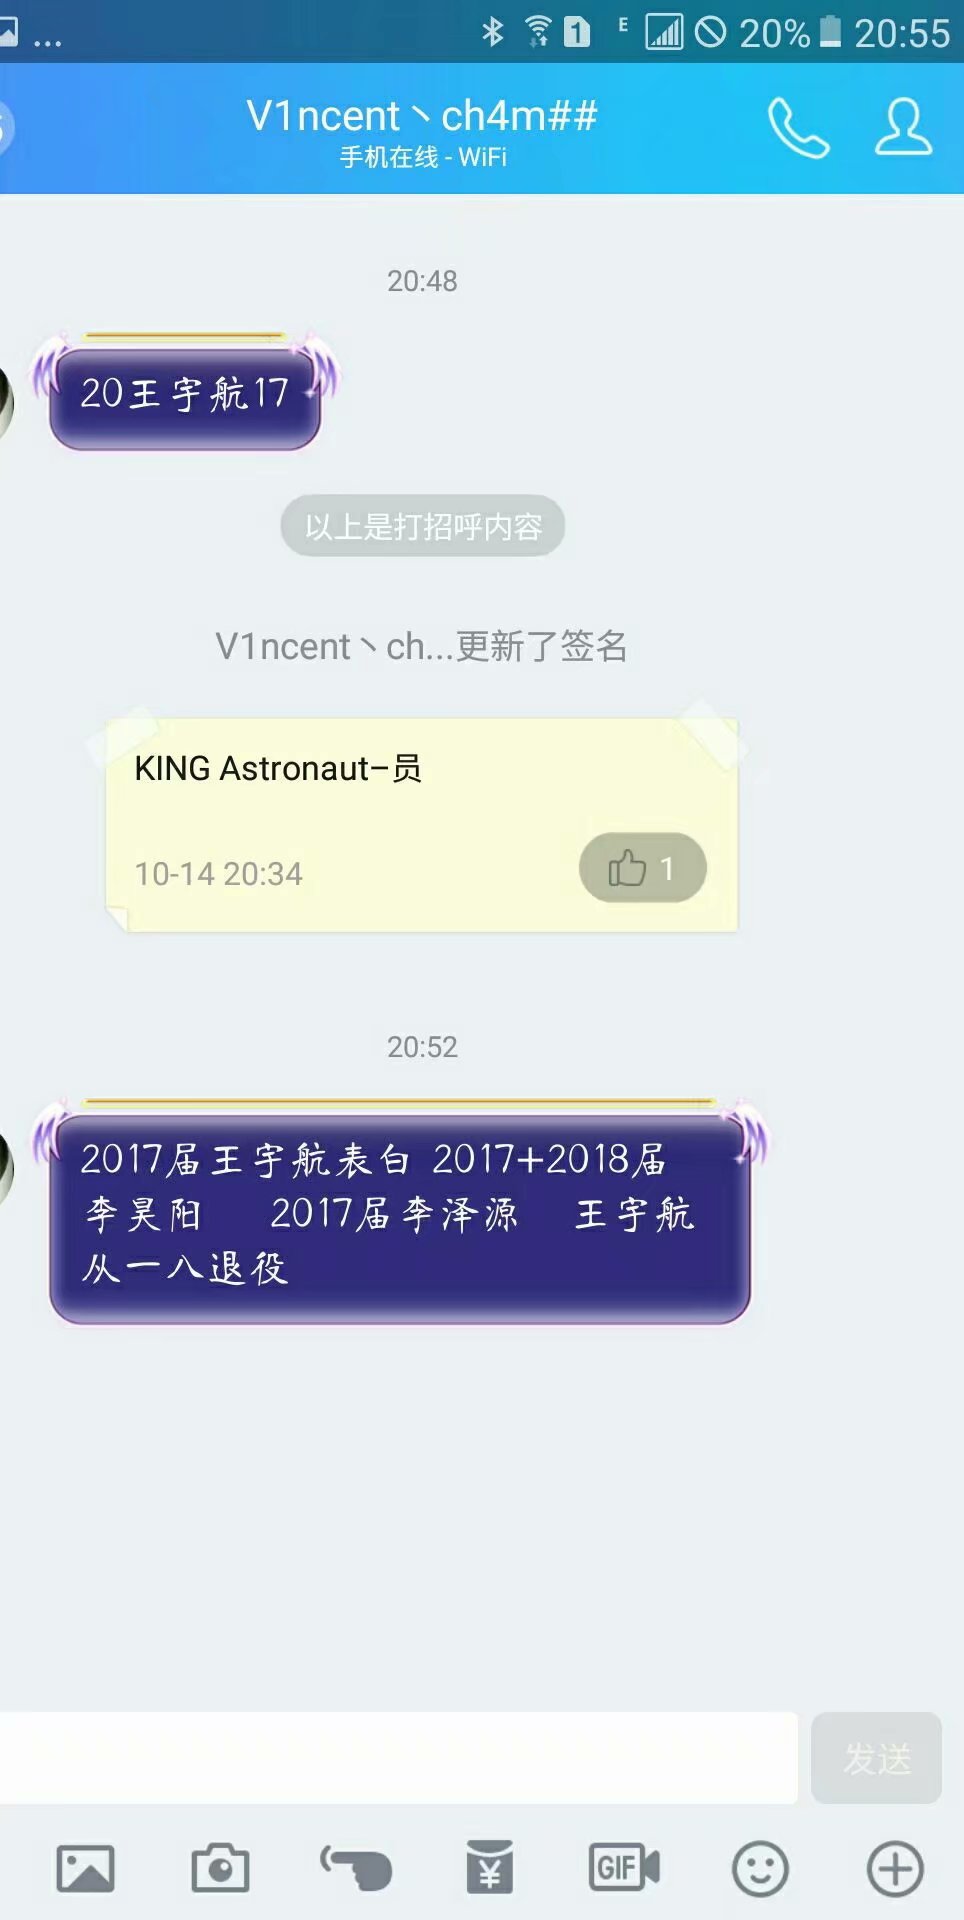 ... 1 E 20% 20:55
V1ncent丶ch4m##
手机在线 - WiFi
20:48
20王宇航17
以上是打招呼内容
V1ncent丶ch...更新了签名
KING Astronaut–员
10-14 20:34
1
20:52
2017届王宇航表白 2017+2018届
李昊阳 2017届李泽源 王宇航
从一八退役
发送
¥ GIF